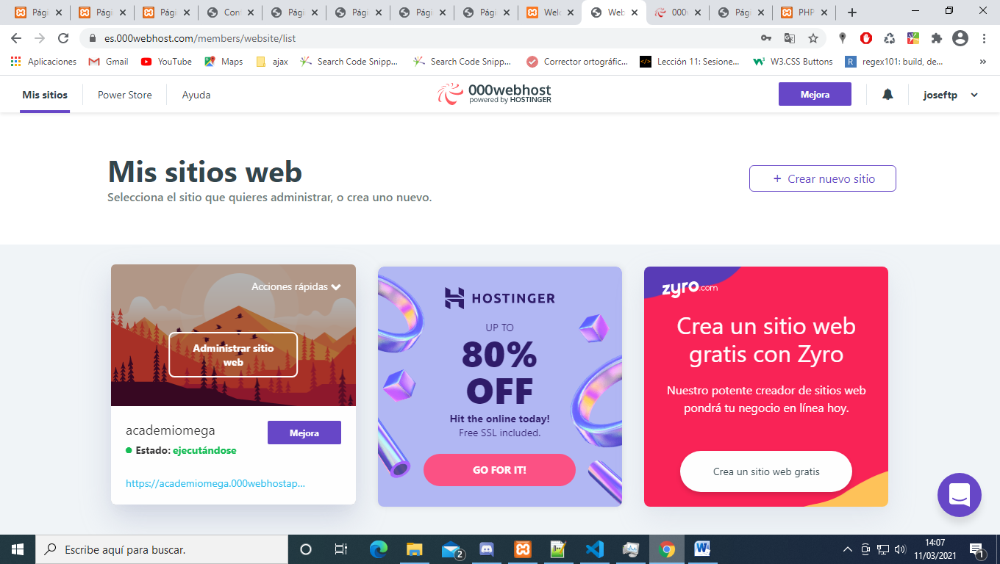 Pági
Pági
Pági
Cont
Pági
Pági
Pági
Pági
Welc
Web
000w
Pági
PHP
es.000webhost.com/members/website/list
Aplicaciones
Gmail
YouTube
Maps
ajax
Search Code Snipp...
Search Code Snipp...
Corrector ortográfic...
Lección 11: Sesione...
W3.CSS Buttons
regex101: build, de...
»
Mis sitios
Power Store
Ayuda
000webhost
powered by HOSTINGER
Mejora
joseftp
Mis sitios web
Selecciona el sitio que quieres administrar, o crea uno nuevo.
+ Crear nuevo sitio
Acciones rápidas
Administrar sitio
web
academiomega
Mejora
Estado: ejecutándose
https://academiomega.000webhostap...
HOSTINGER
UP TO
80%
OFF
Hit the online today!
Free SSL included.
GO FOR IT!
zyro.com
Crea un sitio web
gratis con Zyro
Nuestro potente creador de sitios web
pondrá tu negocio en línea hoy.
Crea un sitio web gratis
Escribe aquí para buscar.
2
14:07
11/03/2021
1